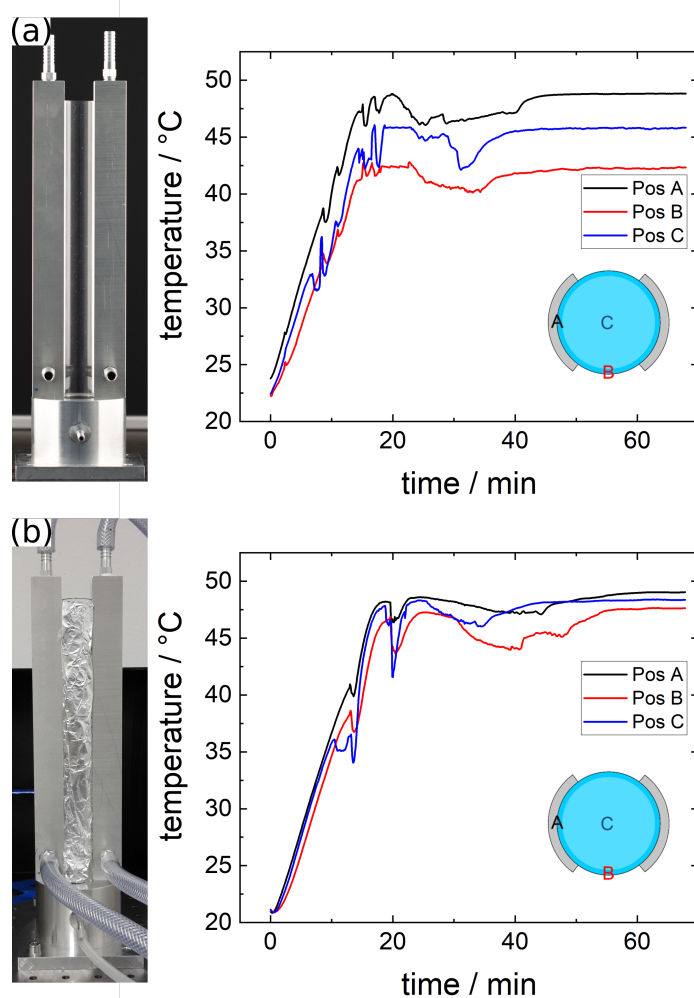 (a)
50
45
40
35
30
25
20
temperature / °C
Pos A
Pos B
Pos C
A
C
B
0
20
40
60
time / min
(b)
50
45
40
35
30
25
20
temperature / °C
Pos A
Pos B
Pos C
A
C
B
0
20
40
60
time / min